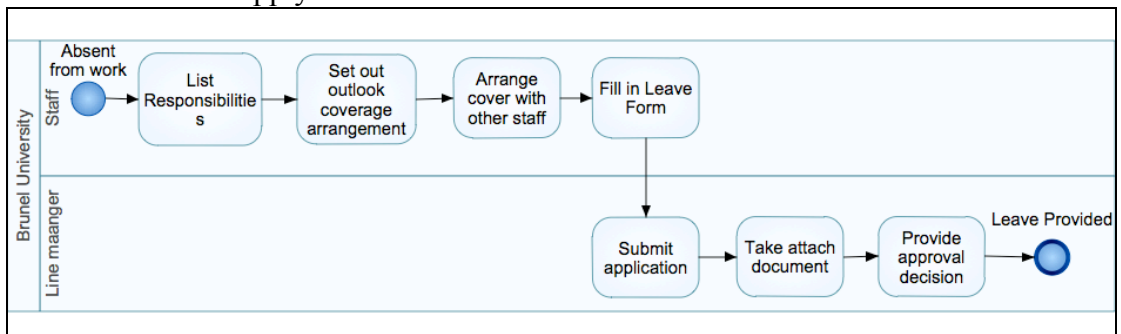 apply
Brunel University
Staff
Absent
from work
List
Responsibilitie
s
Set out
outlook
coverage
arrangement
Arrange
cover with
other staff
Fill in Leave
Form
Line maanger
Submit
application
Take attach
document
Provide
approval
decision
Leave Provided